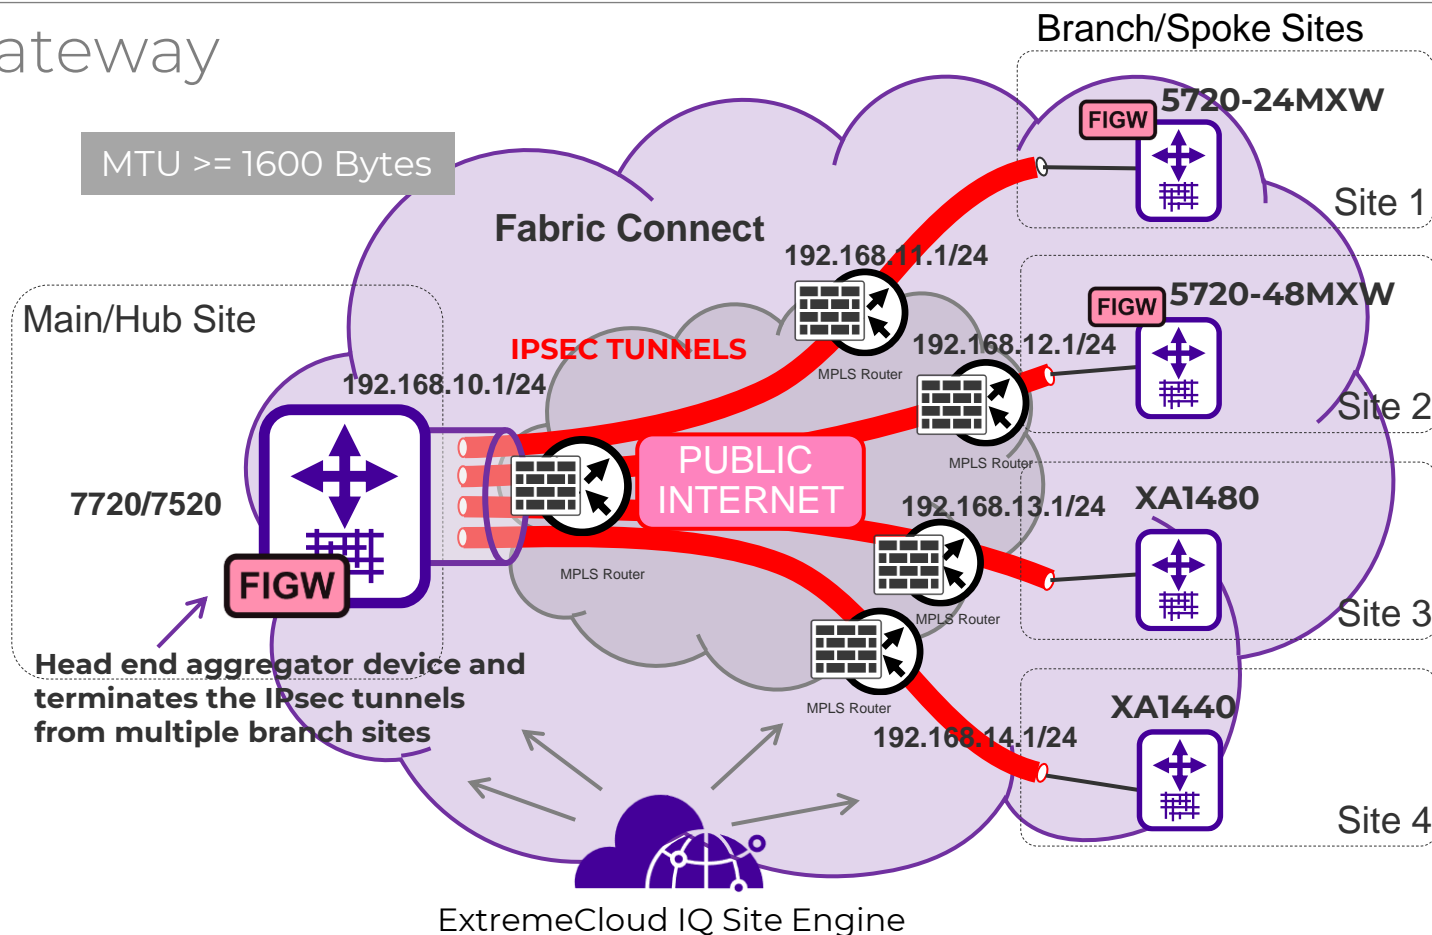 ateway
Branch/Spoke Sites
MTU >= 1600 Bytes
5720-24MXW
FIGW
Site 1
Fabric Connect
192.168.11.1/24
5720-48MXW
FIGW
Main/Hub Site
IPSEC TUNNELS
192.168.12.1/24
MPLS Router
192.168.10.1/24
Site 2
PUBLIC
INTERNET
MPLS Router
7720/7520
192.168.13.1/24
XA1480
FIGW
MPLS Router
MPLS Router
Site 3
Head end aggregator device and
terminates the IPsec tunnels
from multiple branch sites
MPLS Router
XA1440
192.168.14.1/24
Site 4
ExtremeCloud IQ Site Engine